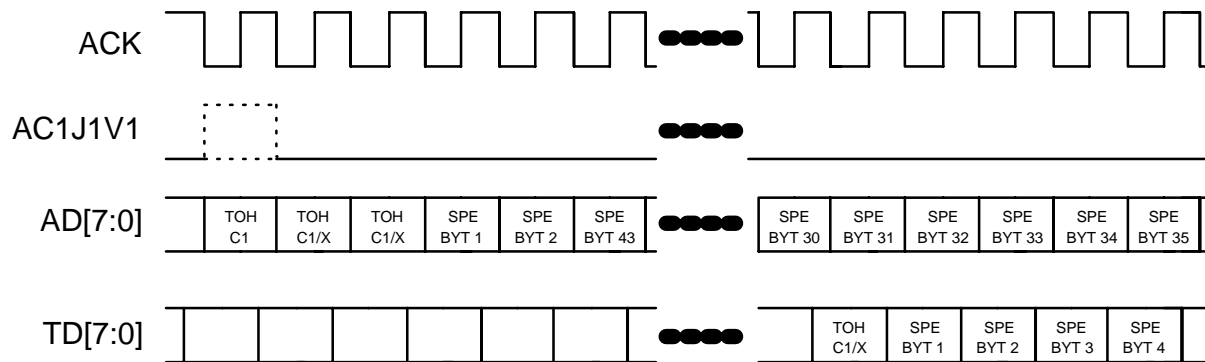 ACK
AC1J1V1
AD[7:0]
TOH
C1
TOH
C1/X
TOH
C1/X
SPE
BYT 1
SPE
BYT 2
SPE
BYT 43
SPE
BYT 30
SPE
BYT 31
SPE
BYT 32
SPE
BYT 33
SPE
BYT 34
SPE
BYT 35
TD[7:0]
TOH
C1/X
SPE
BYT 1
SPE
BYT 2
SPE
BYT 3
SPE
BYT 4